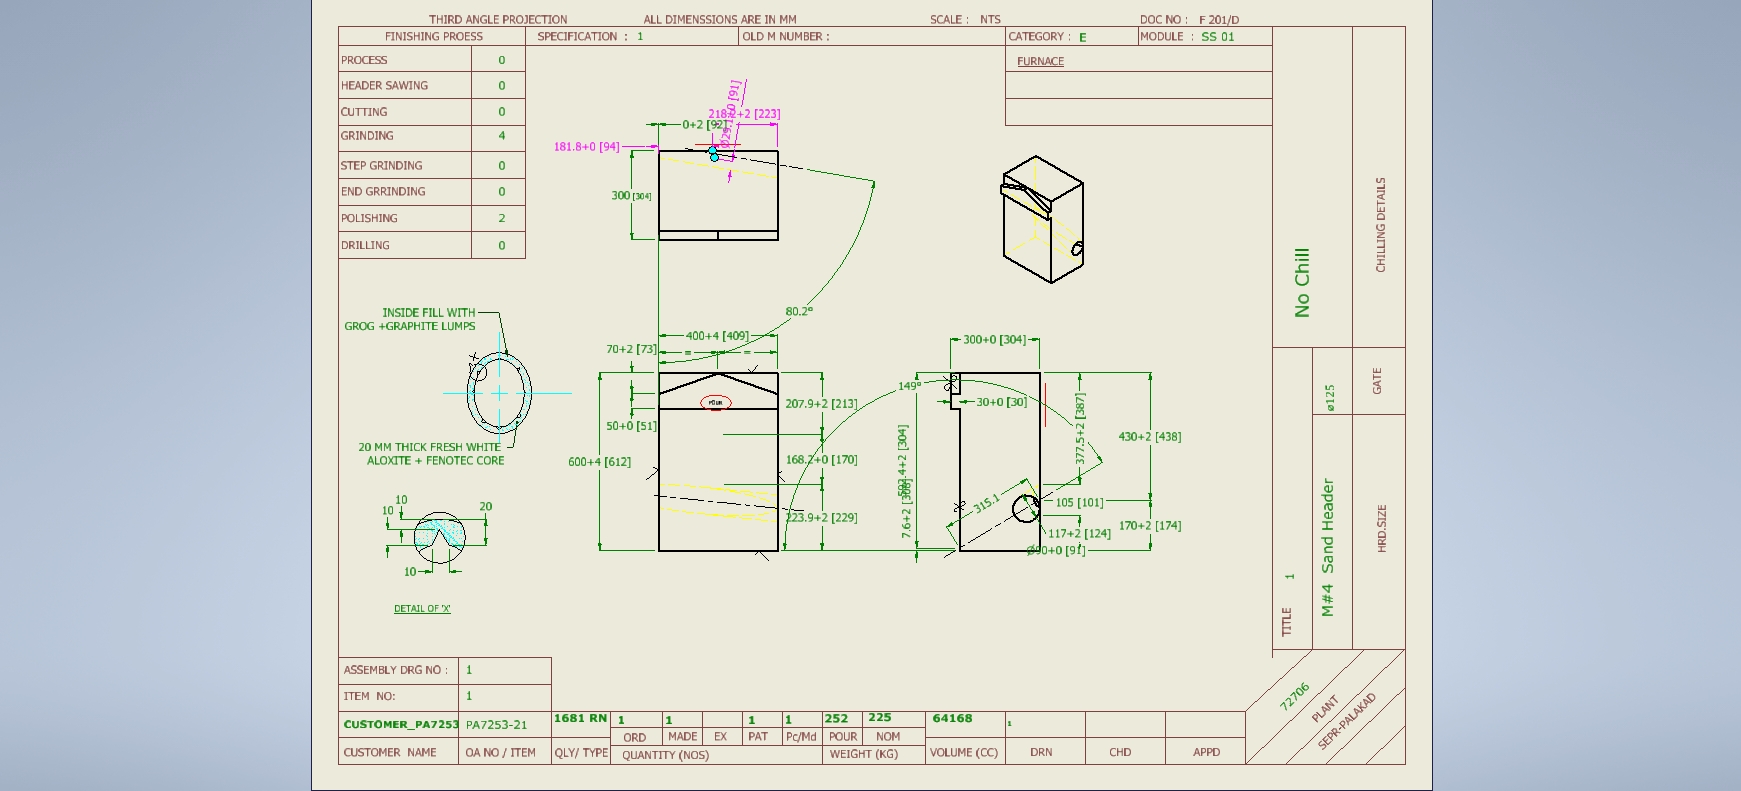 THIRD ANGLE PROJECTION ALL DIMENSSIONS ARE IN MM SCALE : NTS DOC NO : F 201/D
FINISHING PROESS SPECIFICATION : 1 OLD M NUMBER : CATEGORY : E MODULE : SS 01
PROCESS 0
HEADER SAWING 0
CUTTING 0
GRINDING 4
STEP GRINDING 0
END GRRINDING 0
POLISHING 2
DRILLING 0
FURNACE
218.2+2 [223]
0+2 [92]
181.8+0 [94]
300 [304]
80.2°
INSIDE FILL WITH
GROG +GRAPHITE LUMPS
20 MM THICK FRESH WHITE
ALOXITE + FENOTEC CORE
10
10
20
10
DETAIL OF 'X'
400+4 [409]
= =
70+2 [73]
50+0 [51]
600+4 [612]
207.9+2 [213]
168.2+0 [170]
223.9+2 [229]
300+0 [304]
149°
30+0 [30]
377.5+2 [387]
430+2 [438]
315.1
105 [101]
117+2 [124]
170+2 [174]
Ø90+0 [91]
No Chill
CHILLING DETAILS
ø125
GATE
TITLE 1
M#4 Sand Header
HRD.SIZE
72706
PLANT
SEPR-PALAKAD
ASSEMBLY DRG NO : 1
ITEM NO: 1
CUSTOMER_PA7253 PA7253-21 1681 RN 1 1 1 1 252 225 64168 1
ORD MADE EX PAT Pc/Md POUR NOM
CUSTOMER NAME OA NO / ITEM QLY/ TYPE QUANTITY (NOS) WEIGHT (KG) VOLUME (CC) DRN CHD APPD